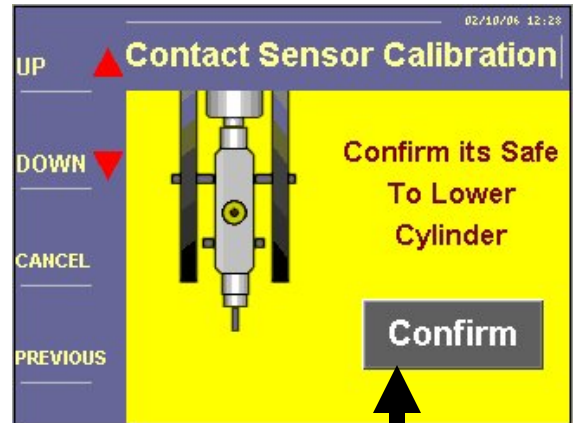 02/10/06 12:28
Contact Sensor Calibration
UP
DOWN
CANCEL
PREVIOUS
Confirm its Safe
To Lower
Cylinder
Confirm